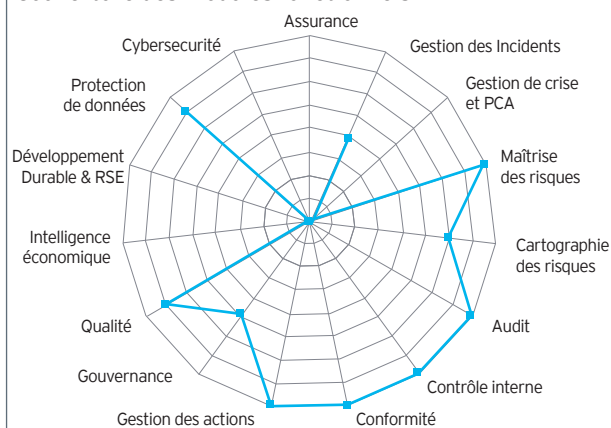 Assurance
Gestion des Incidents
Gestion de crise
et PCA
Maîtrise
des risques
Cartographie
des risques
Audit
Contrôle interne
Conformité
Gestion des actions
Gouvernance
Qualité
Intelligence
économique
Développement
Durable & RSE
Protection
de données
Cybersecurité